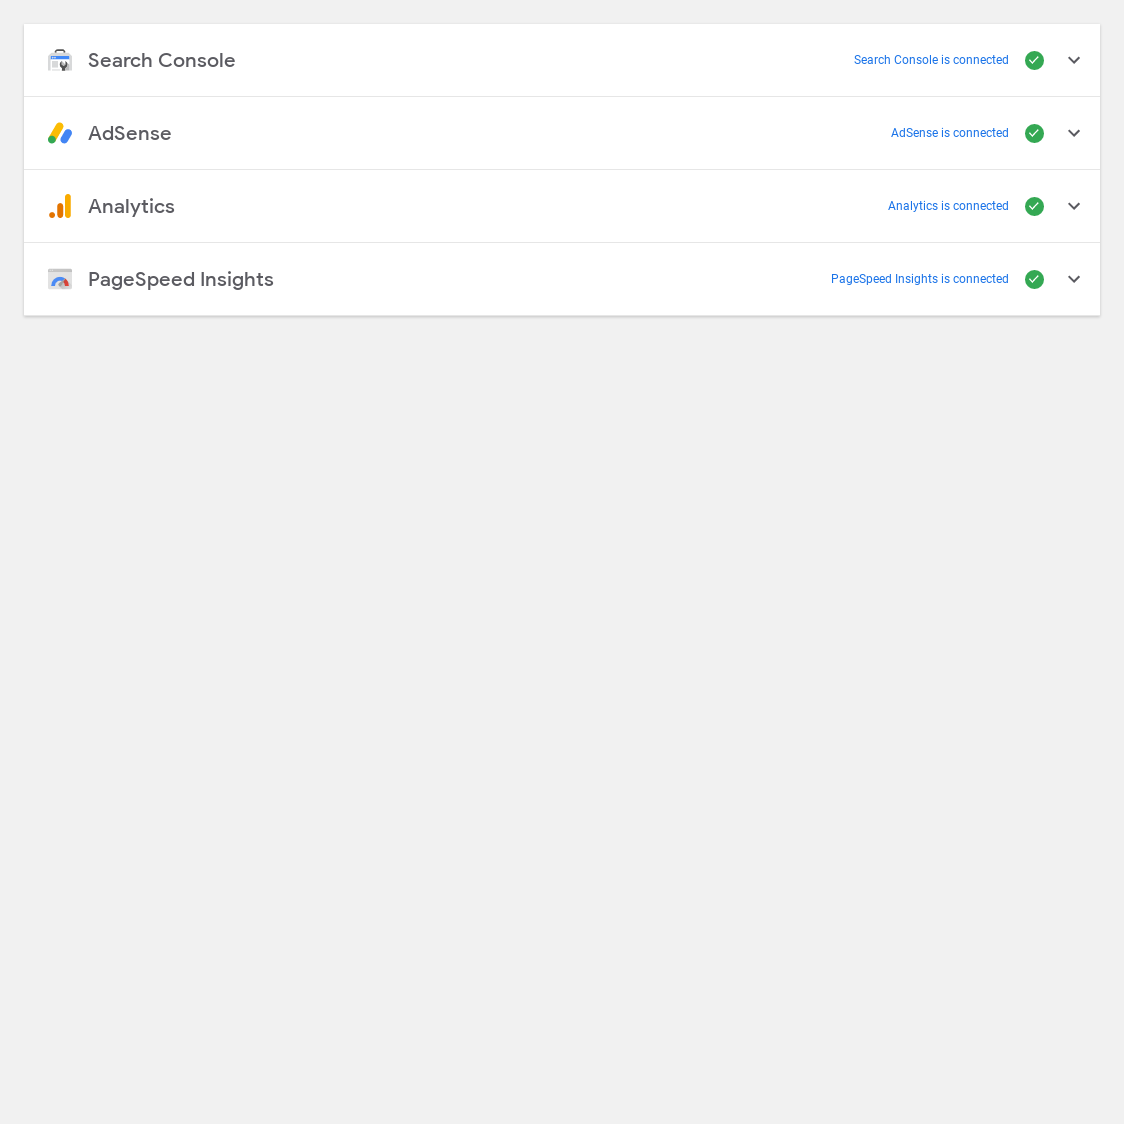 Search Console Search Console is connected
AdSense AdSense is connected
Analytics Analytics is connected
PageSpeed Insights PageSpeed Insights is connected